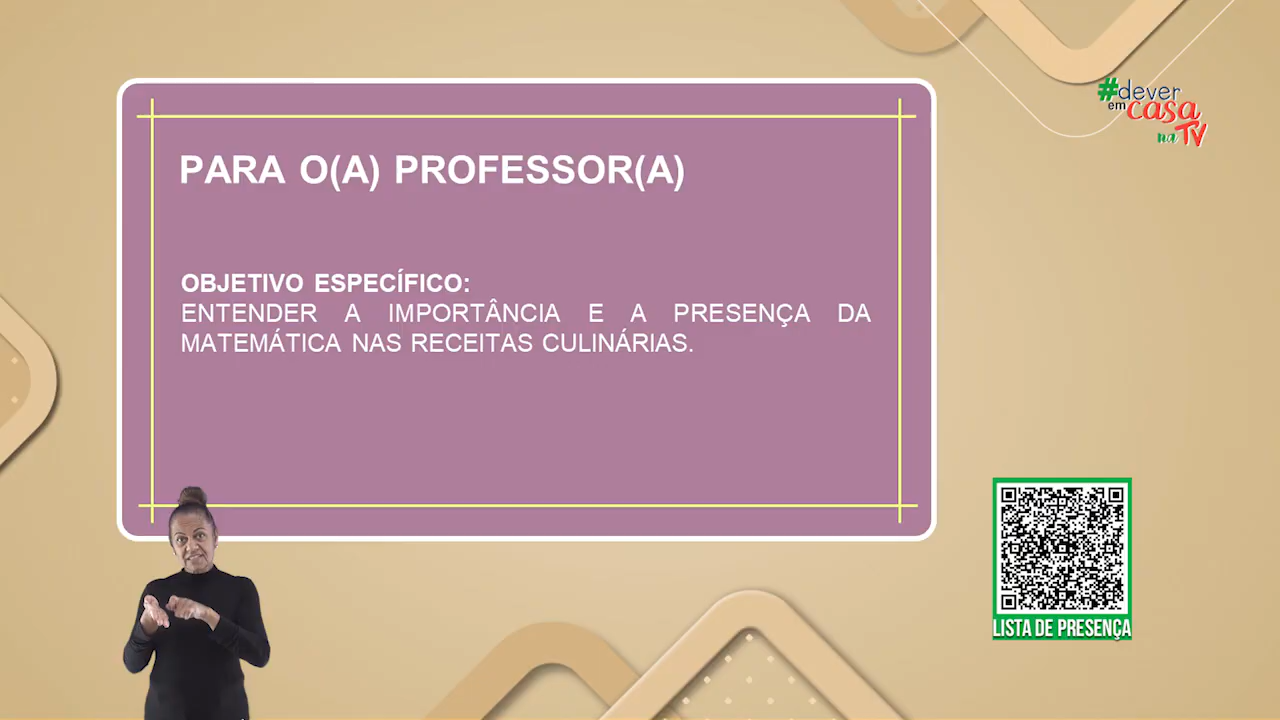 #dever
em casa
na TV
PARA O(A) PROFESSOR(A)
OBJETIVO ESPECÍFICO:
ENTENDER A IMPORTÂNCIA E A PRESENÇA DA
MATEMÁTICA NAS RECEITAS CULINÁRIAS.
LISTA DE PRESENÇA